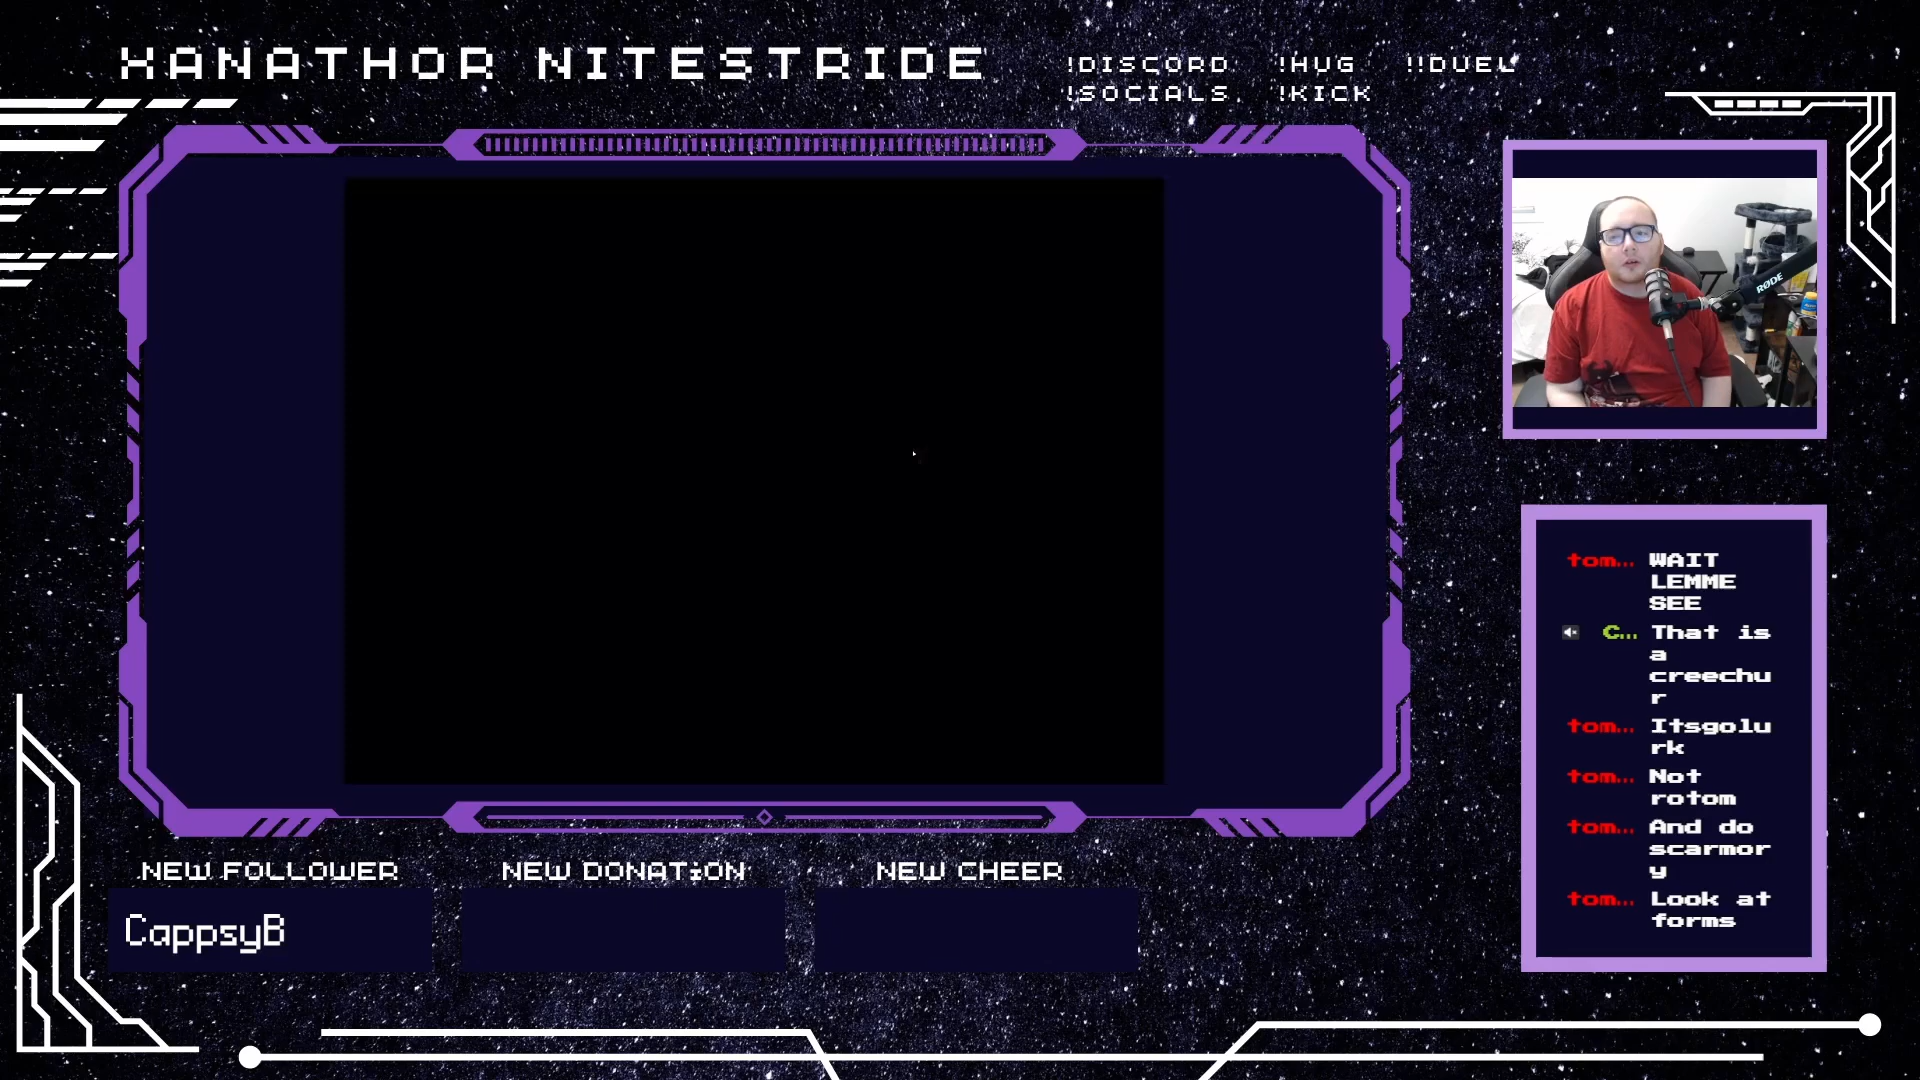 XANATHOR NITESTRIDE
!DISCORD !HUG !!DUEL
!SOCIALS !KICK
RØDE
tom... WAIT
LEMME
SEE
C... That is
a
creechu
r
tom... Itsgolu
rk
tom... Not
rotom
tom... And do
scarmor
y
tom... Look at
forms
NEW FOLLOWER
NEW DONATION
NEW CHEER
CappsyB